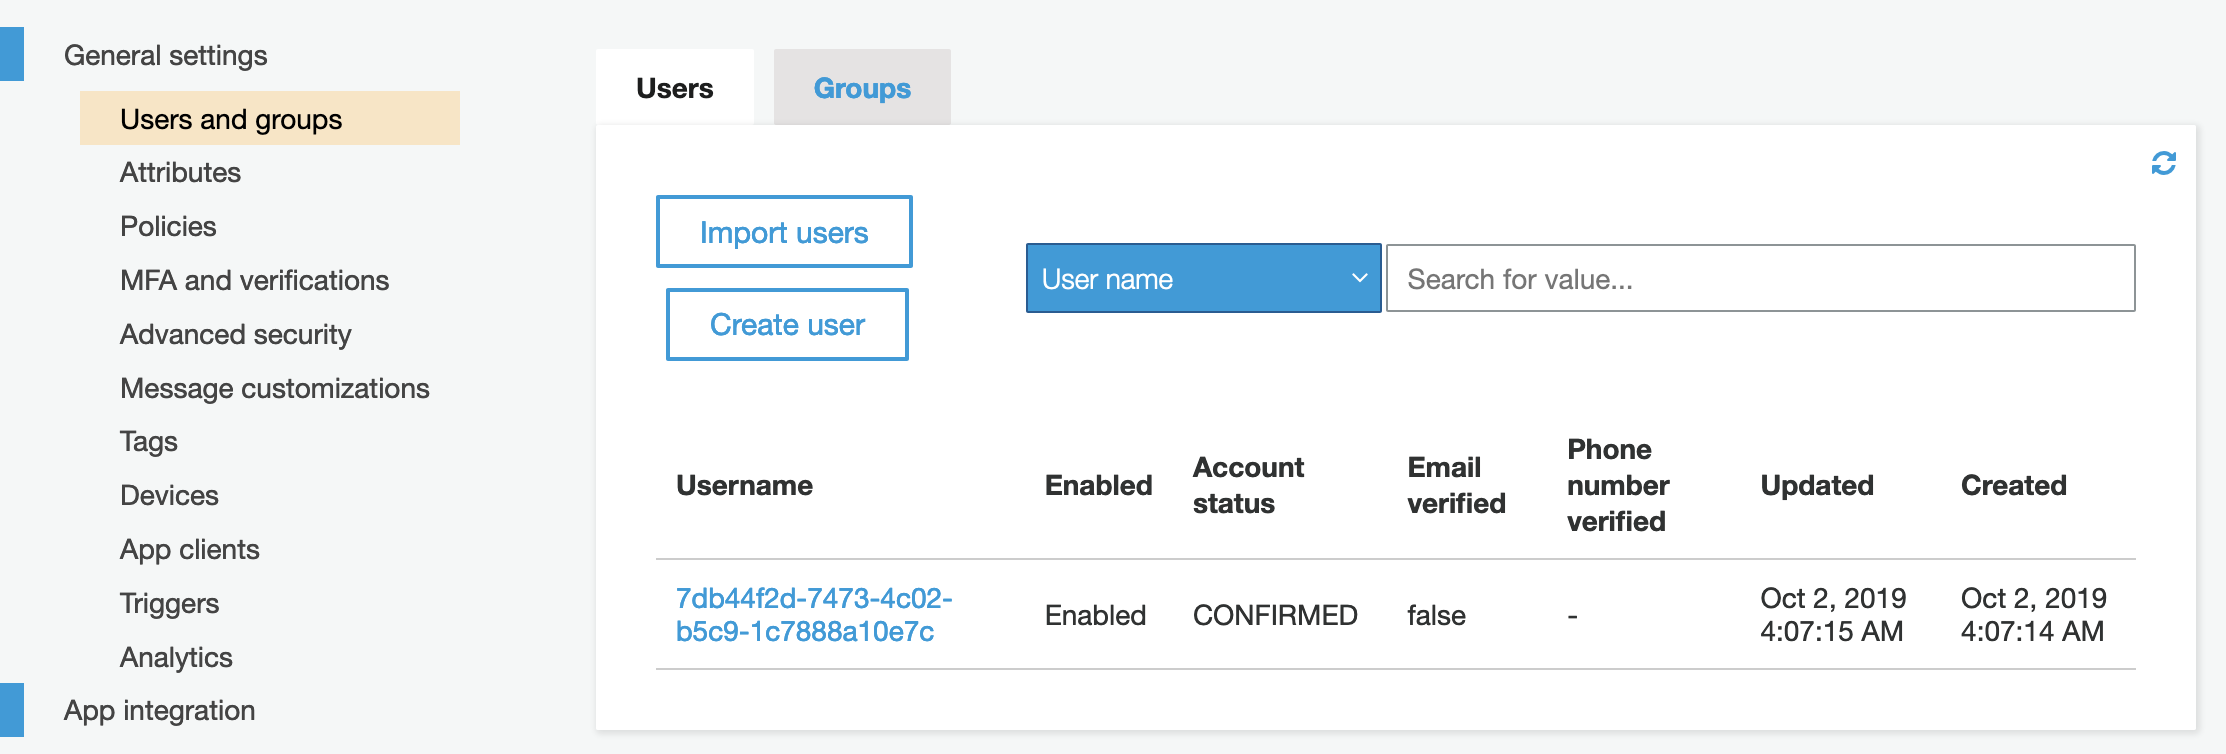 General settings
Users and groups
Attributes
Policies
MFA and verifications
Advanced security
Message customizations
Tags
Devices
App clients
Triggers
Analytics
App integration
Users
Groups
Import users
Create user
User name
Search for value...
Username
Enabled
Account
status
Email
verified
Phone
number
verified
Updated
Created
7db44f2d-7473-4c02-
b5c9-1c7888a10e7c
Enabled
CONFIRMED
false
-
Oct 2, 2019
4:07:15 AM
Oct 2, 2019
4:07:14 AM